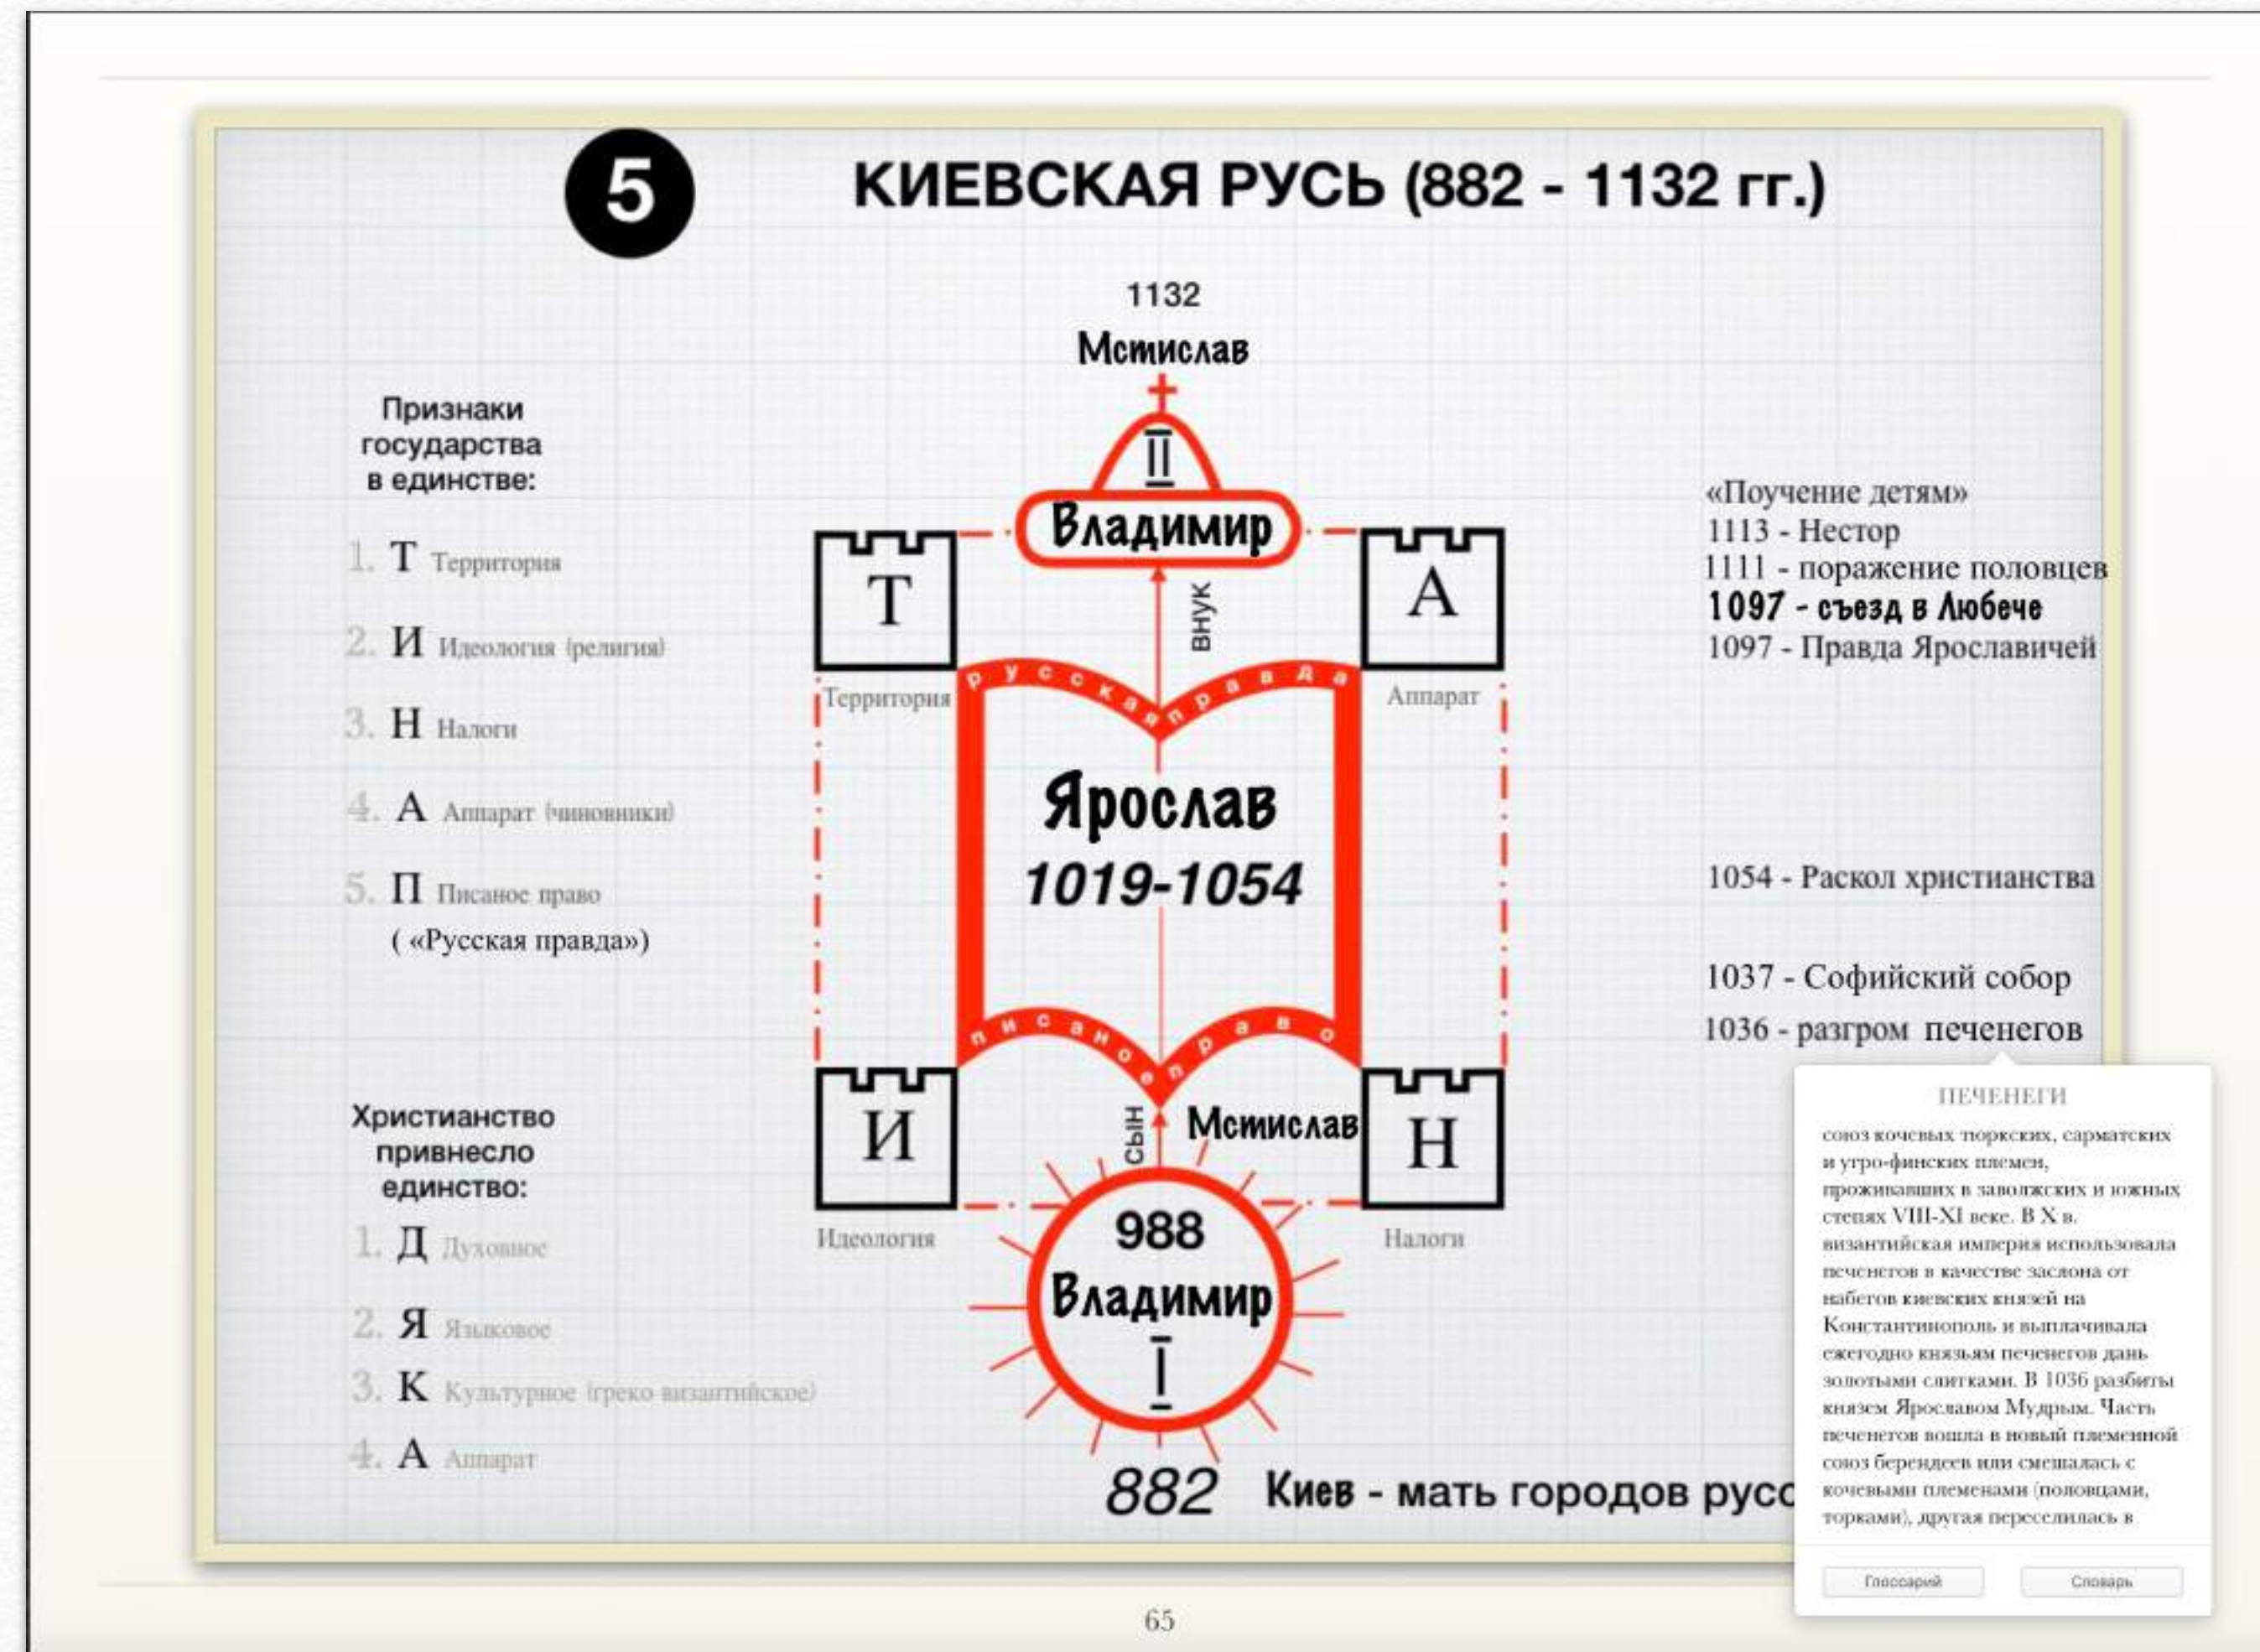 5
КИЕВСКАЯ РУСЬ (882 - 1132 гг.)
1132
Мстислав
II
Владимир
внук
Признаки
государства
в единстве:
1. Т Территория
2. И Идеология (религия)
3. Н Налоги
4. А Аппарат (чиновники)
5. П Писаное право
( «Русская правда»)
Христианство
привнесло
единство:
1. Д Духовное
2. Я Языковое
3. К Культурное (греко-византийское)
4. А Аппарат
Т
Территория
А
Аппарат
русская правда
Ярослав
1019-1054
писаное право
И
Идеология
Н
Налоги
сын
Мстислав
988
Владимир
I
882
Киев - мать городов русс
«Поучение детям»
1113 - Нестор
1111 - поражение половцев
1097 - съезд в Любече
1097 - Правда Ярославичей
1054 - Раскол христианства
1037 - Софийский собор
1036 - разгром печенегов
ПЕЧЕНЕГИ
союз кочевых тюркских, сарматских
и угро-финских племен,
проживавших в заволжских и южных
степях VIII-XI веке. В X в.
византийская империя использовала
печенегов в качестве заслона от
набегов киевских князей на
Константинополь и выплачивала
ежегодно князьям печенегов дань
золотыми слитками. В 1036 разбиты
князем Ярославом Мудрым. Часть
печенегов вошла в новый племенной
союз берендеев или смешалась с
кочевыми племенами (половцами,
торками), другая переселилась в
Глоссарий
Словарь
65